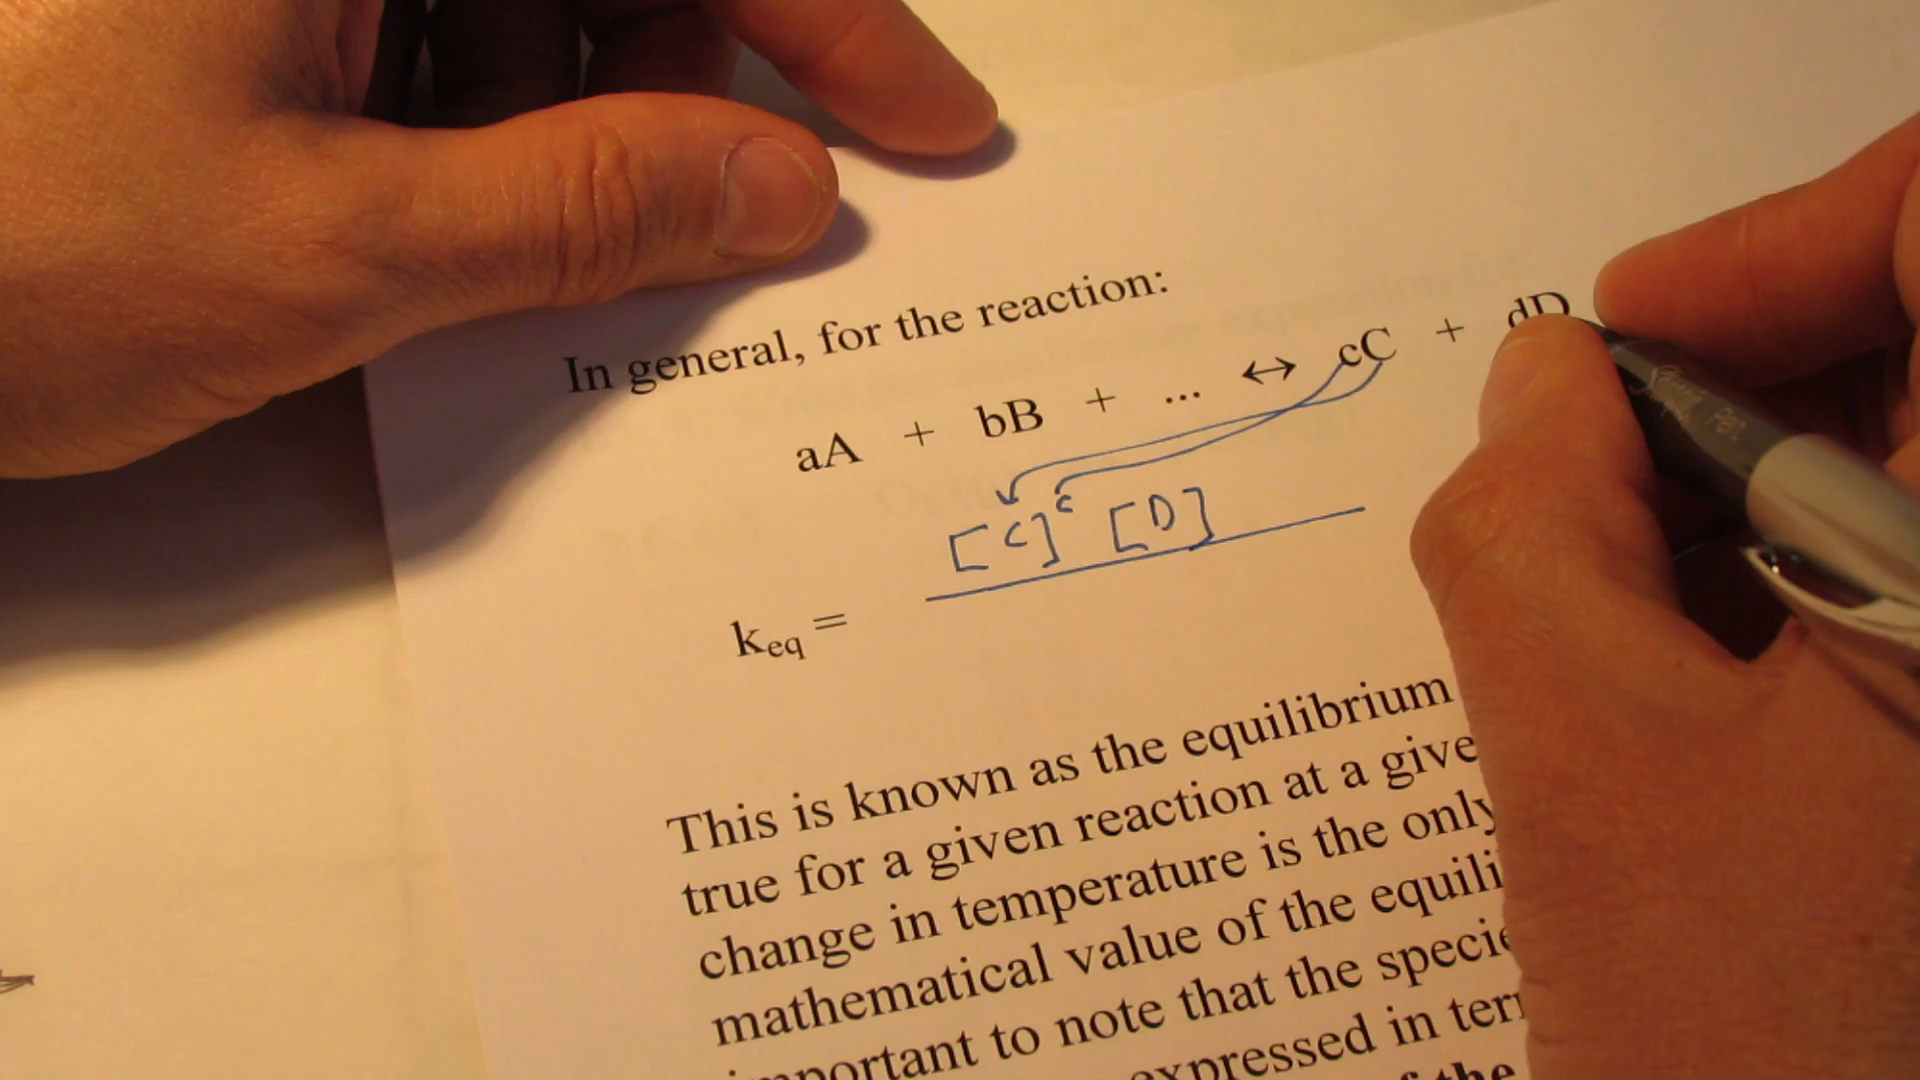 In general, for the reaction:
aA + bB + ... ↔ cC + dD
[C]ᶜ [D]
kₑq =
This is known as the equilibrium
true for a given reaction at a give
change in temperature is the only
mathematical value of the equili
important to note that the specie
expressed in ter
f the